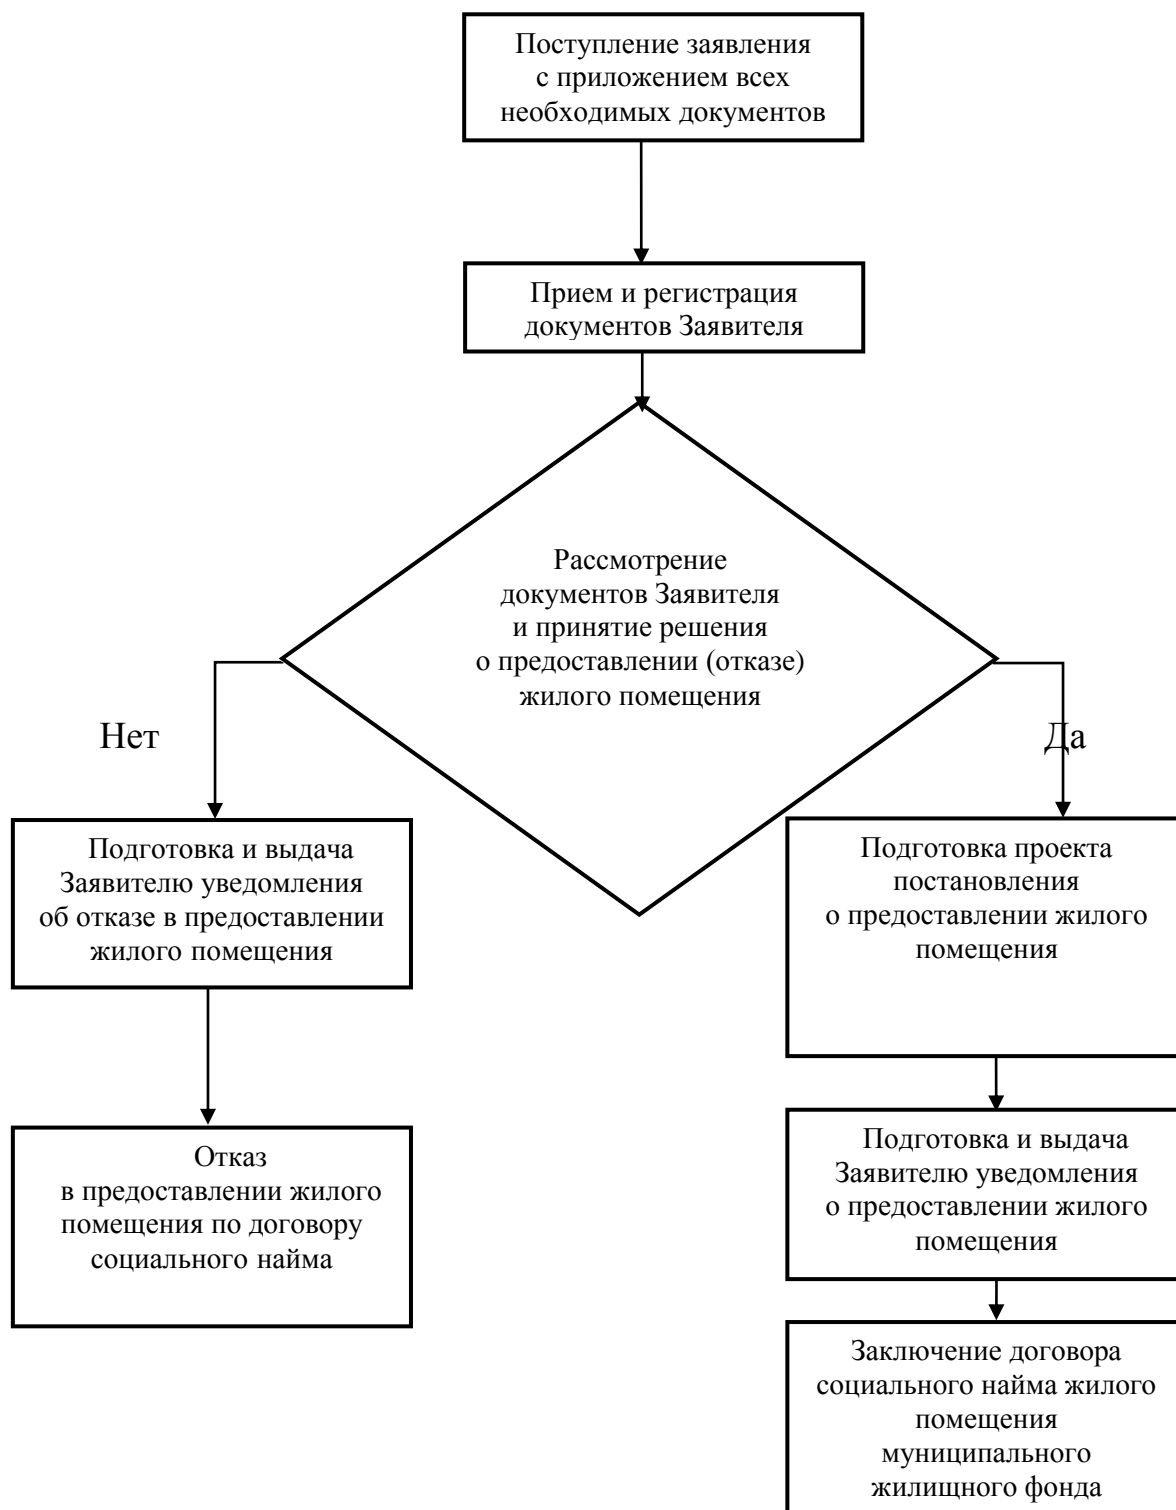 Поступление заявления
с приложением всех
необходимых документов
Прием и регистрация
документов Заявителя
Рассмотрение
документов Заявителя
и принятие решения
о предоставлении (отказе)
жилого помещения
Нет
Да
Подготовка и выдача
Заявителю уведомления
об отказе в предоставлении
жилого помещения
Отказ
в предоставлении жилого
помещения по договору
социального найма
Подготовка проекта
постановления
о предоставлении жилого
помещения
Подготовка и выдача
Заявителю уведомления
о предоставлении жилого
помещения
Заключение договора
социального найма жилого
помещения
муниципального
жилищного фонда